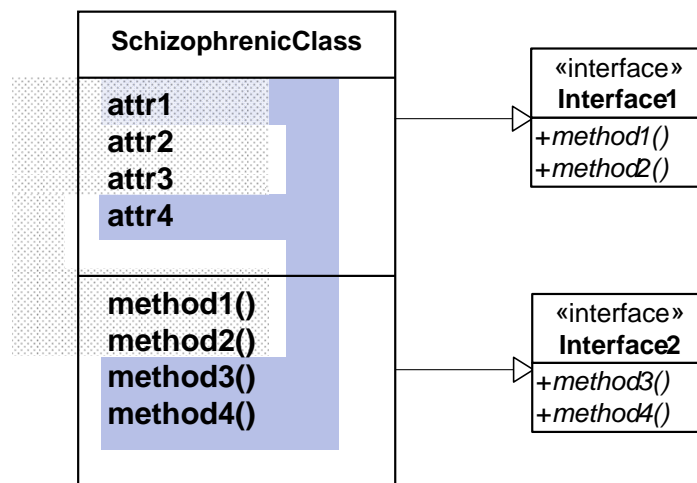 SchizophrenicClass
attr1
attr2
attr3
attr4
method1()
method2()
method3()
method4()
«interface»
Interface1
+method1()
+method2()
«interface»
Interface2
+method3()
+method4()